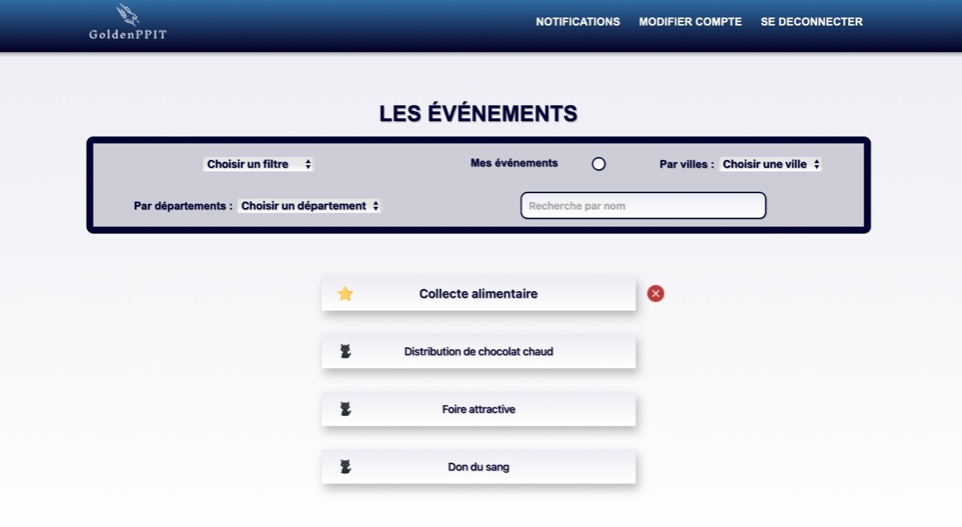 GoldenPPIT
NOTIFICATIONS MODIFIER COMPTE SE DECONNECTER
LES ÉVÉNEMENTS
Choisir un filtre Mes événements Par villes : Choisir une ville
Par départements : Choisir un département Recherche par nom
Collecte alimentaire
Distribution de chocolat chaud
Foire attractive
Don du sang